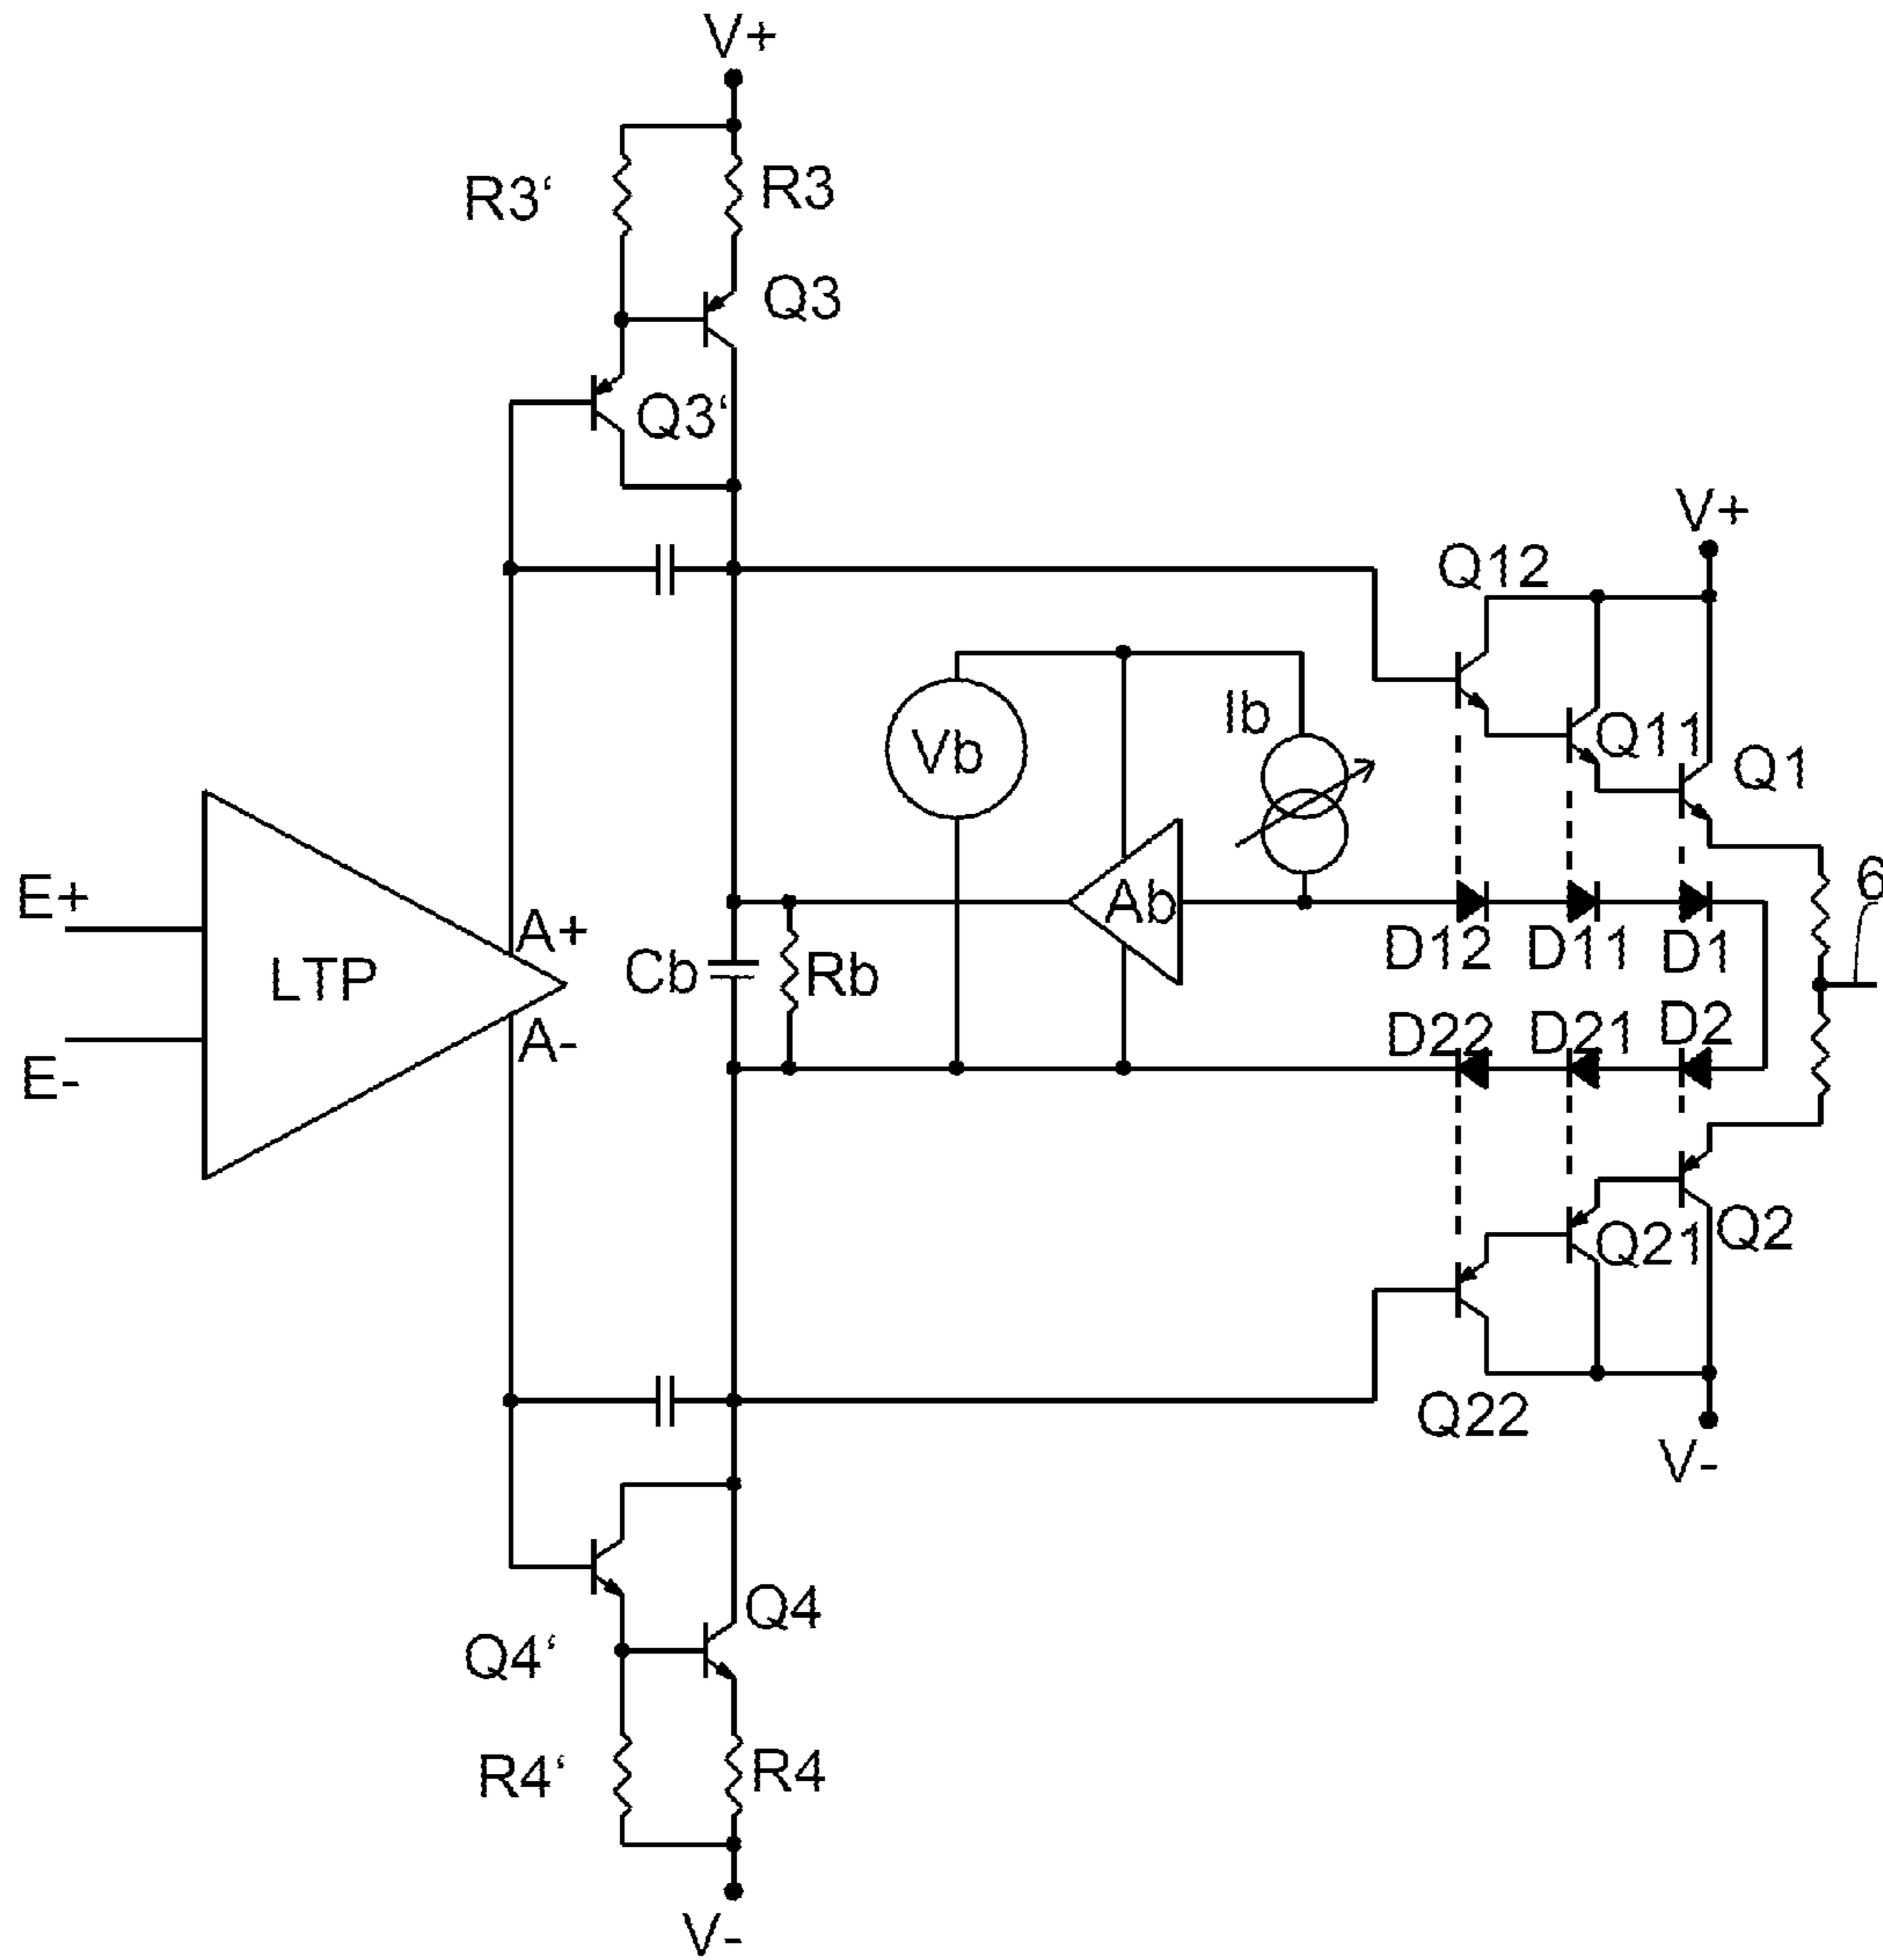 V+
R3‘
R3
Q3
Q3‘
V+
Q12
Ib
Q11
Vb
Q1
6
E+
A+
Ab
LTP
D12
D11
D1
Cb
Rb
A-
D22
D21
D2
E-
Q21
Q2
Q22
V-
Q4
Q4‘
R4‘
R4
V-